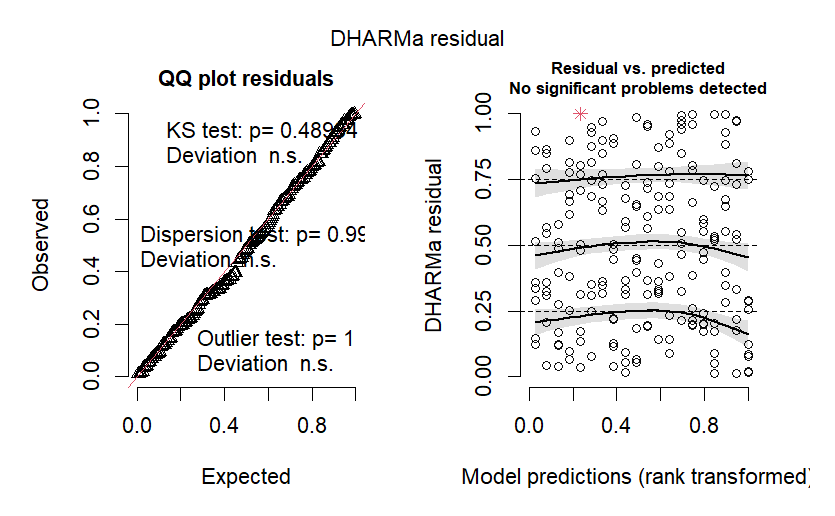 DHARMa residual
QQ plot residuals
KS test: p= 0.489
Deviation n.s.
Dispersion test: p= 0.99
Deviation n.s.
Outlier test: p= 1
Deviation n.s.
Observed
0.0 0.2 0.4 0.6 0.8 1.0
0.0 0.4 0.8
Expected
Residual vs. predicted
No significant problems detected
DHARMa residual
0.00 0.25 0.50 0.75 1.00
0.0 0.4 0.8
Model predictions (rank transformed)